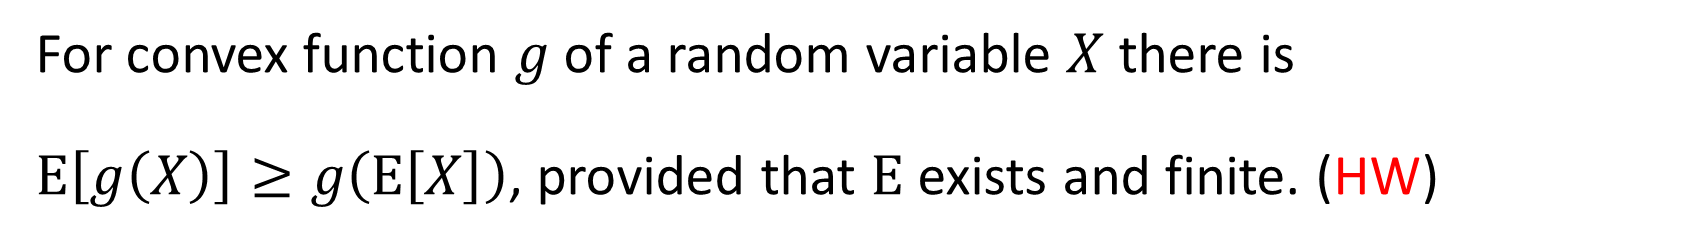 For convex function g of a random variable X there is
E[g(X)] ≥ g(E[X]), provided that E exists and finite. (HW)